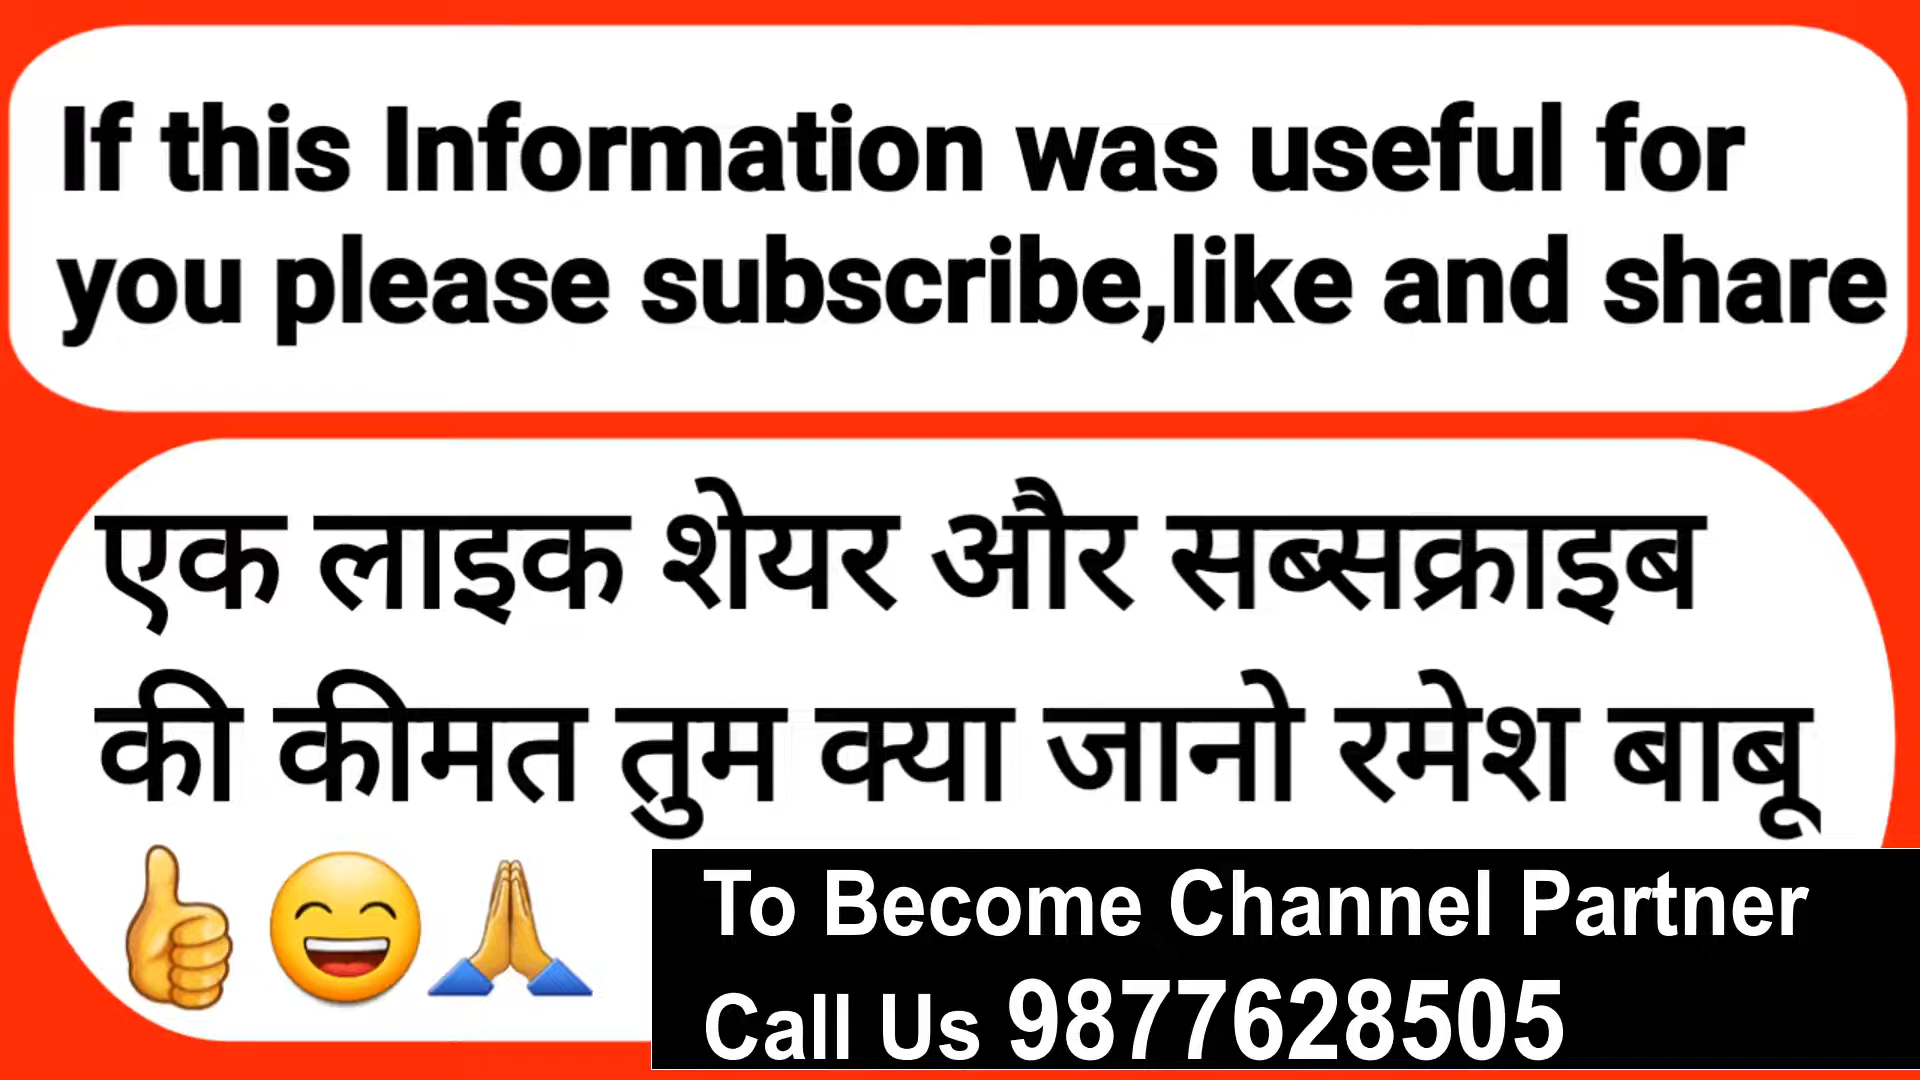 If this Information was useful for
you please subscribe,like and share
एक लाइक शेयर और सब्सक्राइब
की कीमत तुम क्या जानो रमेश बाबू
👍😄🙏
To Become Channel Partner
Call Us 9877628505